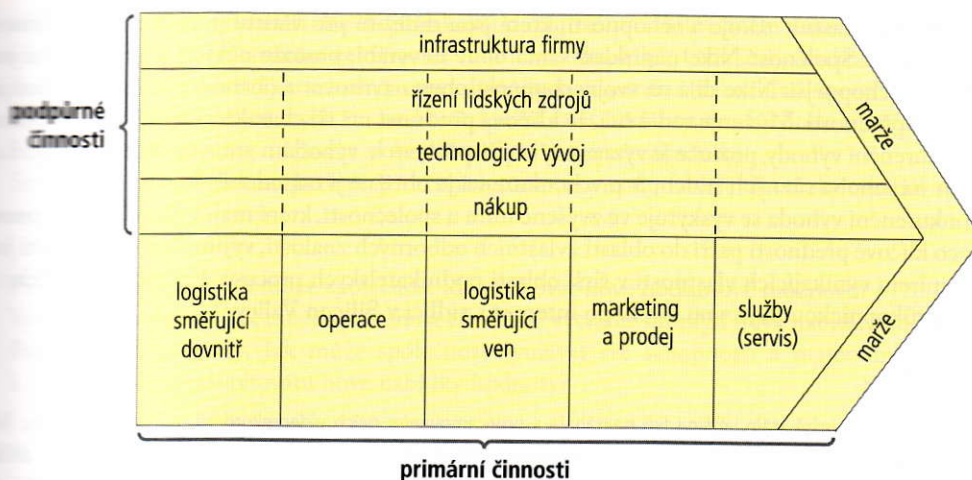 infrastruktura firmy
řízení lidských zdrojů
technologický vývoj
nákup
podpůrné
činnosti
marže
marže
logistika
směřující
dovnitř
operace
logistika
směřující
ven
marketing
a prodej
služby
(servis)
primární činnosti